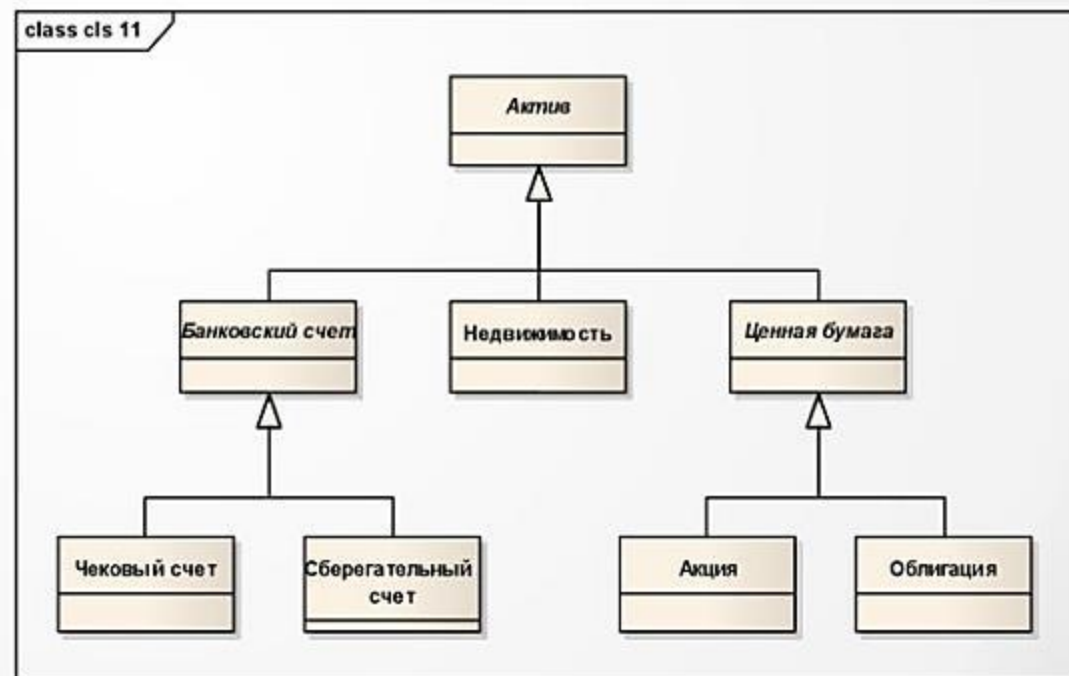 class cls 11
Актив
Банковский счет
Недвижимость
Ценная бумага
Чековый счет
Сберегательный
счет
Акция
Облигация